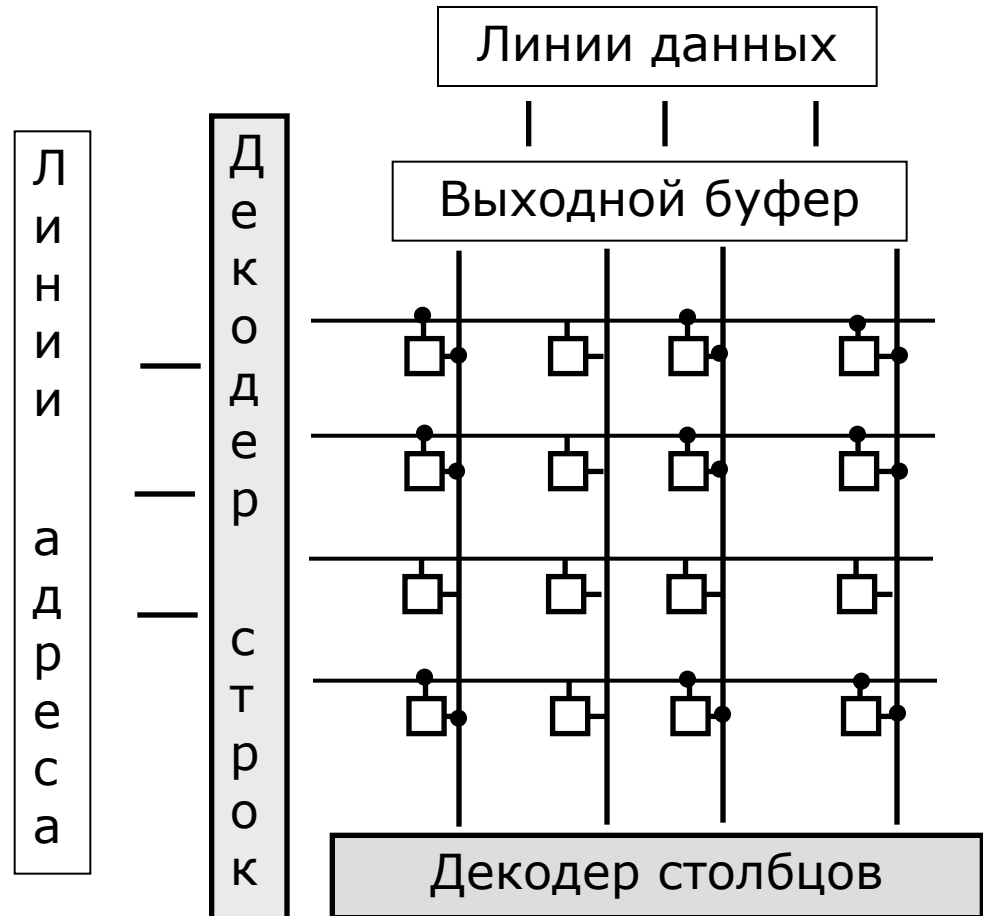 Линии данных
Выходной буфер
Линии адреса
Декодер строк
Декодер столбцов